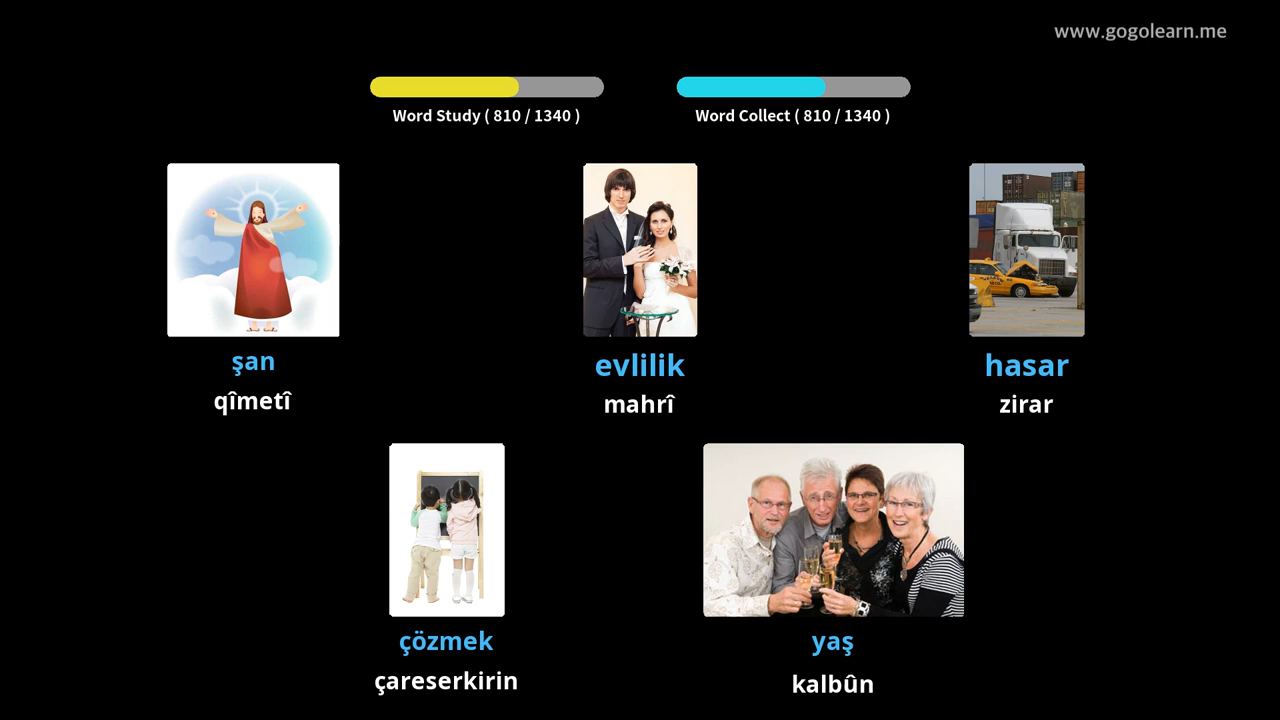 www.gogolearn.me
Word Study ( 810 / 1340 )
Word Collect ( 810 / 1340 )
şan
qîmetî
evlilik
mahrî
hasar
zirar
çözmek
çareserkirin
yaş
kalbûn